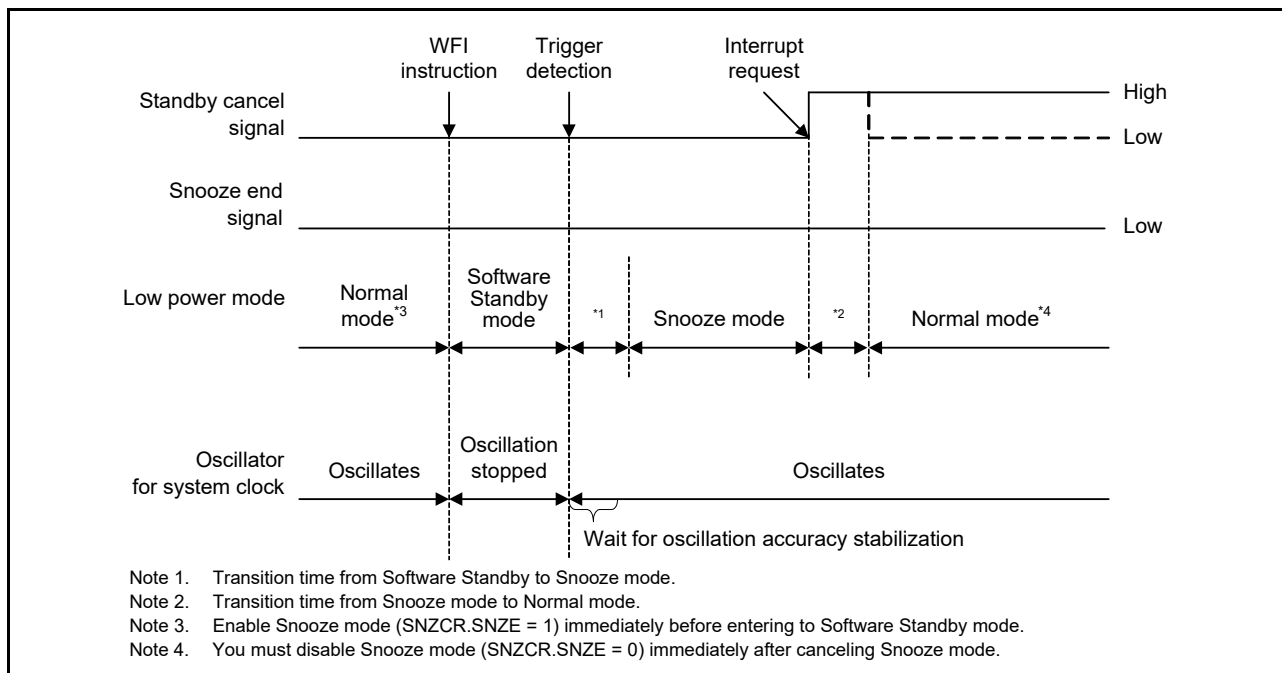 WFI
instruction
Trigger
detection
Interrupt
request
Standby cancel
signal
High
Low
Snooze end
signal
Low
Low power mode
Normal
mode*3
Software
Standby
mode
*1
Snooze mode
*2
Normal mode*4
Oscillator
for system clock
Oscillates
Oscillation
stopped
Oscillates
Wait for oscillation accuracy stabilization
Note 1. Transition time from Software Standby to Snooze mode.
Note 2. Transition time from Snooze mode to Normal mode.
Note 3. Enable Snooze mode (SNZCR.SNZE = 1) immediately before entering to Software Standby mode.
Note 4. You must disable Snooze mode (SNZCR.SNZE = 0) immediately after canceling Snooze mode.